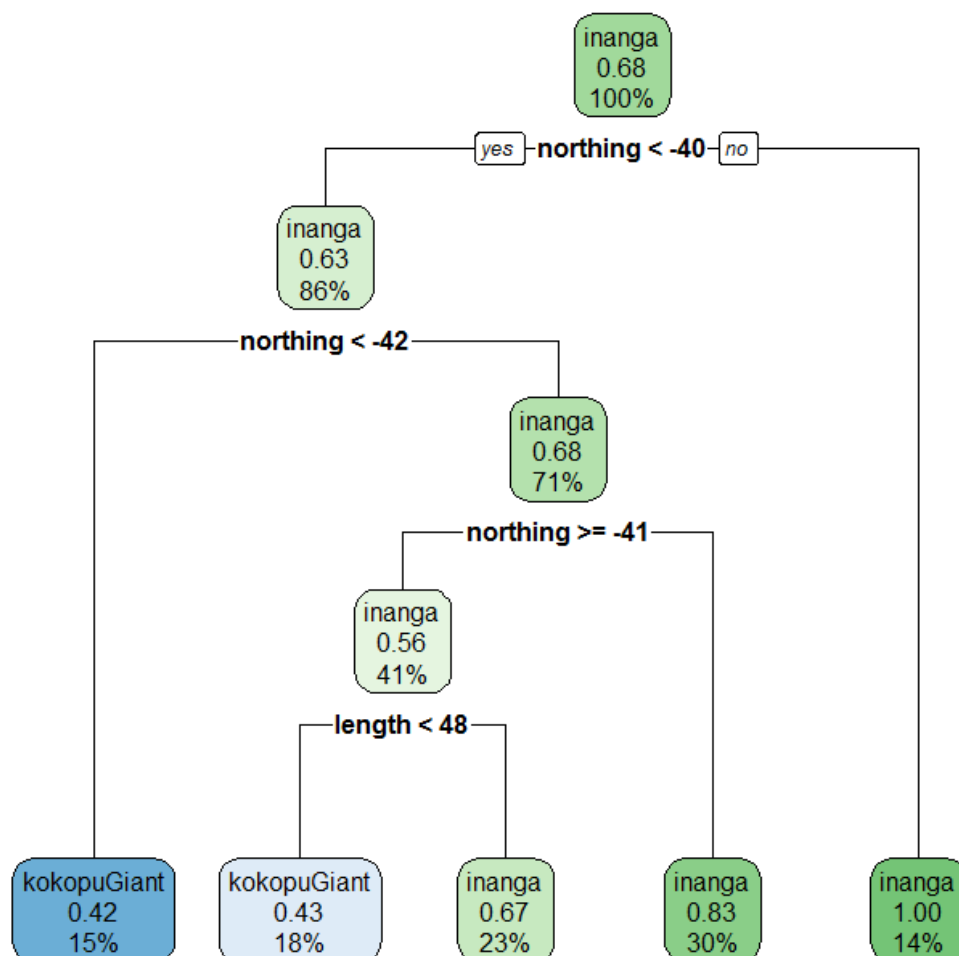 inanga
0.68
100%
yes northing < -40 no
inanga
0.63
86%
northing < -42
inanga
0.68
71%
northing >= -41
inanga
0.56
41%
length < 48
kokopuGiant
0.42
15%
kokopuGiant
0.43
18%
inanga
0.67
23%
inanga
0.83
30%
inanga
1.00
14%